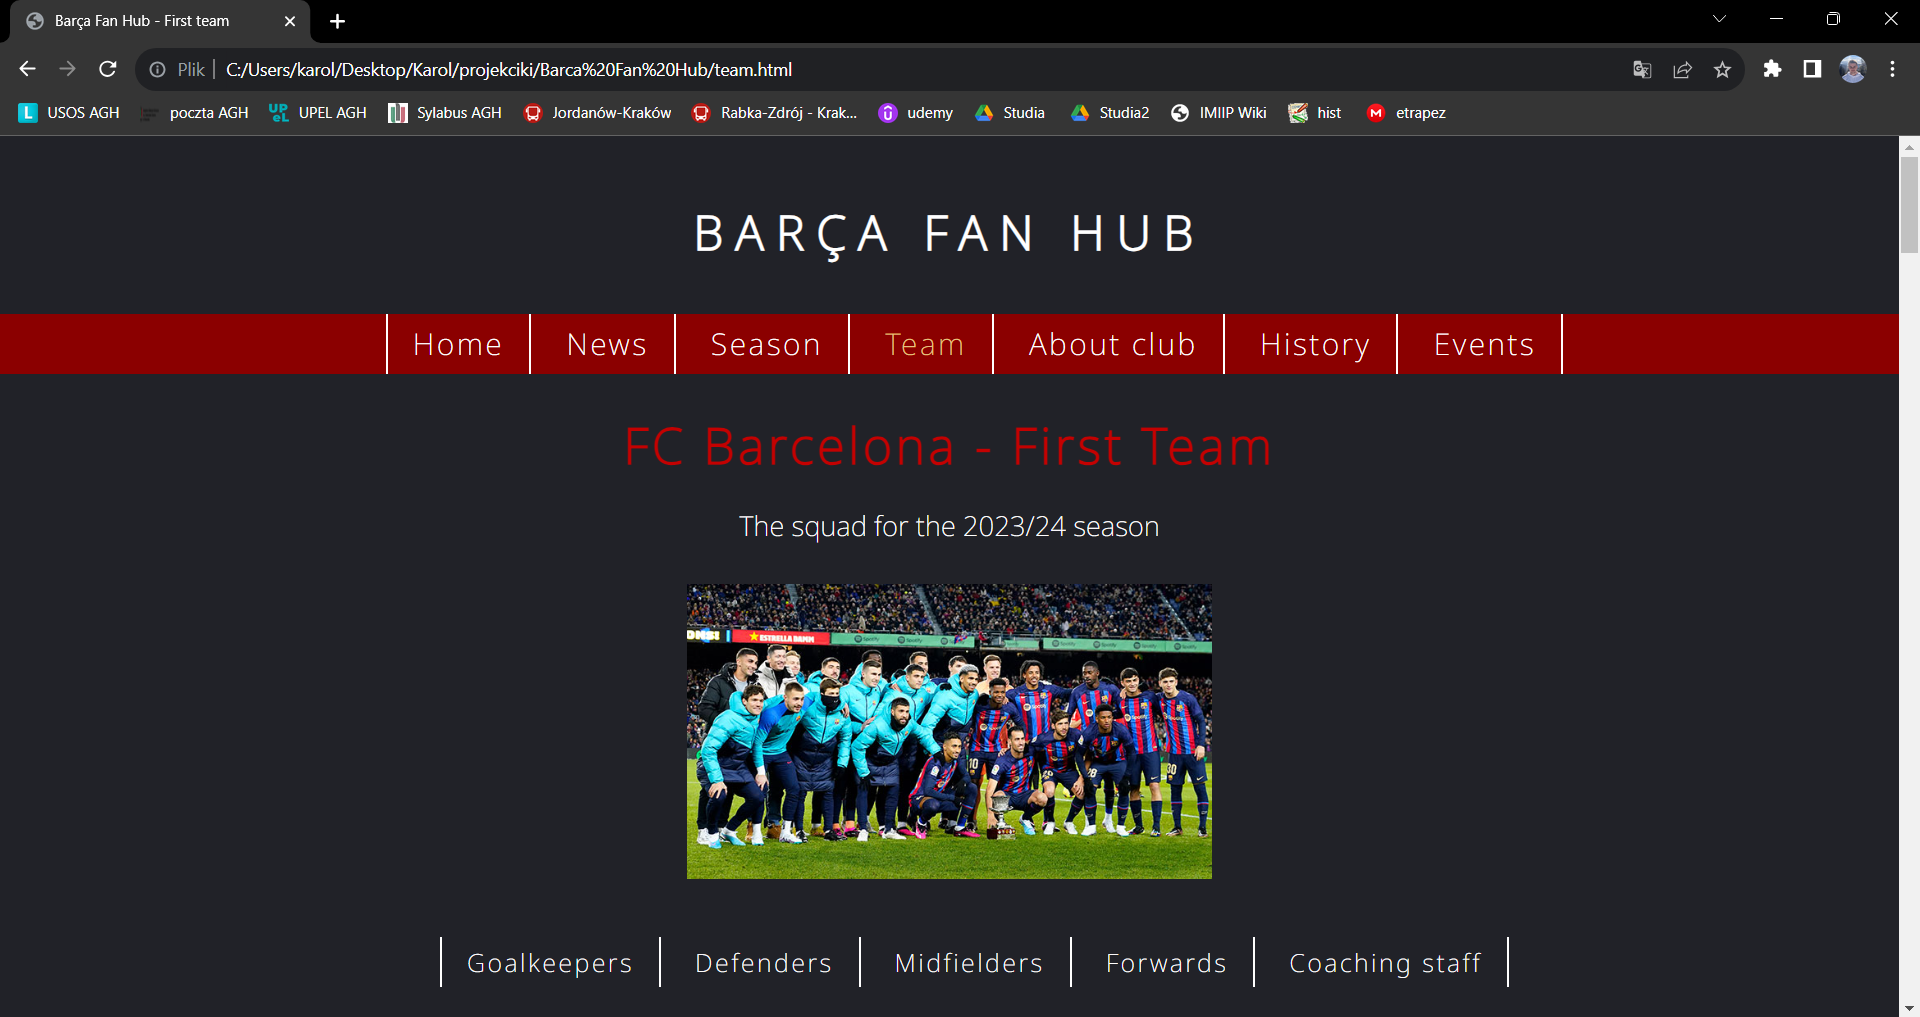 Barça Fan Hub - First team
Plik
C:/Users/karol/Desktop/Karol/projekciki/Barca%20Fan%20Hub/team.html
USOS AGH
poczta AGH
UPEL AGH
Sylabus AGH
Jordanów-Kraków
Rabka-Zdrój - Krak...
udemy
Studia
Studia2
IMIIP Wiki
hist
etrapez
BARÇA FAN HUB
Home
News
Season
Team
About club
History
Events
FC Barcelona - First Team
The squad for the 2023/24 season
ESTRELLA DAMM
Goalkeepers
Defenders
Midfielders
Forwards
Coaching staff